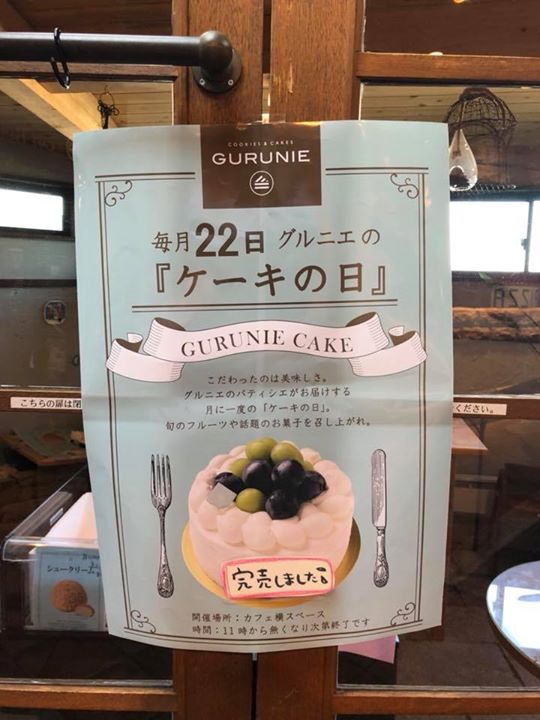 COOKIES & CAKES
GURUNIE
毎月22日 グルニエの
『ケーキの日』
GURUNIE CAKE
こだわったのは美味しさ。
グルニエのパティシエがお届けする
月に一度の「ケーキの日」。
旬のフルーツや話題のお菓子を召し上がれ。
こちらの扉は閉
ください。
シュークリーム
完売しました!
開催場所:カフェ横スペース
時間:11時から無くなり次第終了です